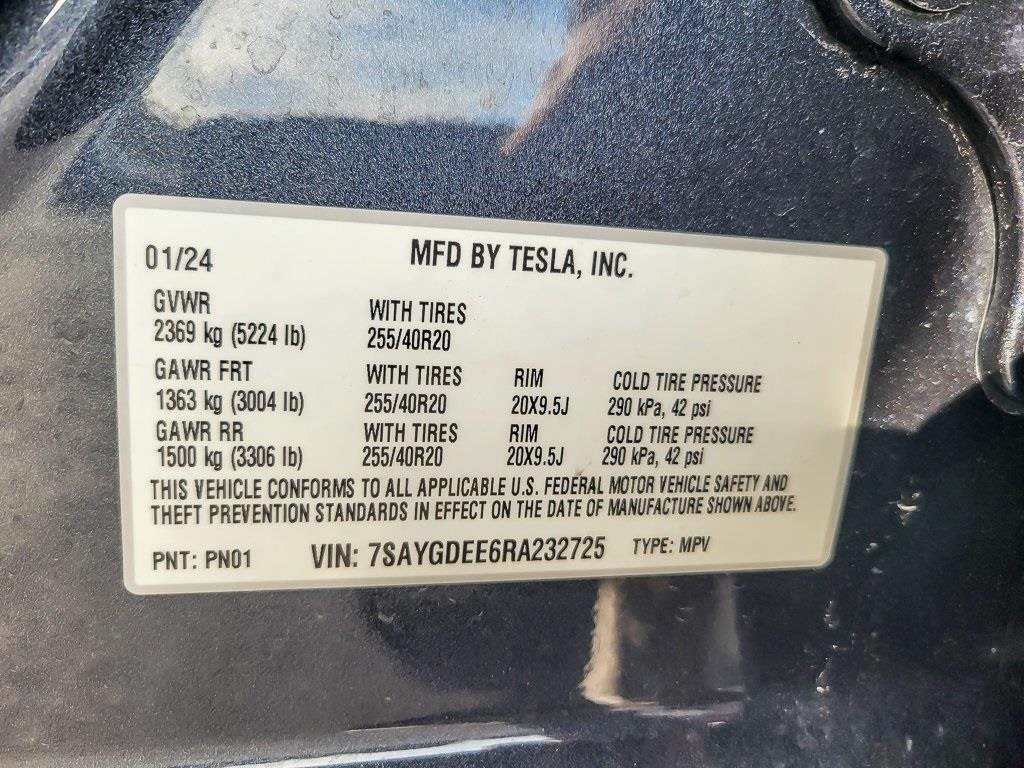 01/24 MFD BY TESLA, INC.
GVWR WITH TIRES
2369 kg (5224 lb) 255/40R20
GAWR FRT WITH TIRES RIM COLD TIRE PRESSURE
1363 kg (3004 lb) 255/40R20 20X9.5J 290 kPa, 42 psi
GAWR RR WITH TIRES RIM COLD TIRE PRESSURE
1500 kg (3306 lb) 255/40R20 20X9.5J 290 kPa, 42 psi
THIS VEHICLE CONFORMS TO ALL APPLICABLE U.S. FEDERAL MOTOR VEHICLE SAFETY AND
THEFT PREVENTION STANDARDS IN EFFECT ON THE DATE OF MANUFACTURE SHOWN ABOVE.
PNT: PN01 VIN: 7SAYGDEE6RA232725 TYPE: MPV